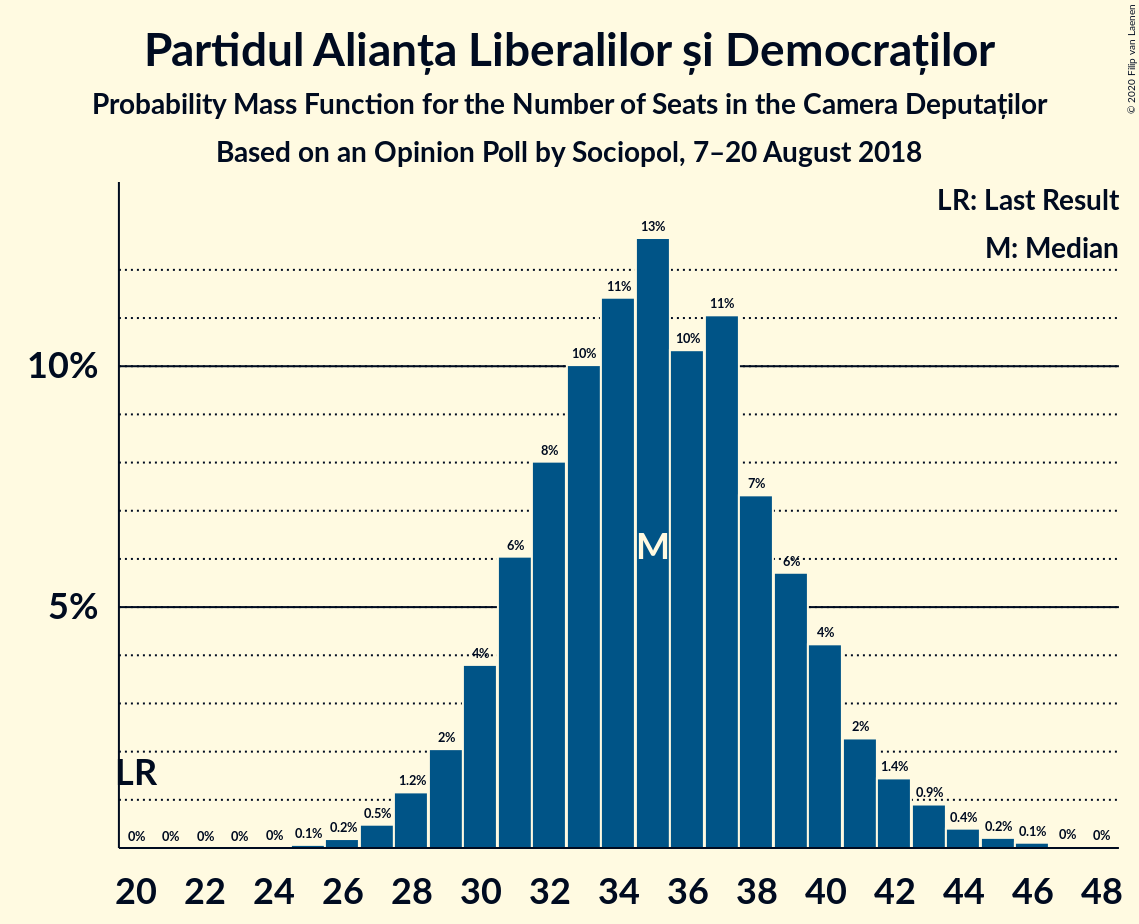 Partidul Alianța Liberalilor și Democraților
Probability Mass Function for the Number of Seats in the Camera Deputaților
Based on an Opinion Poll by Sociopol, 7–20 August 2018
© 2020 Filip van Laenen
LR: Last Result
M: Median
10%
5%
0% 0% 0% 0% 0% 0.1% 0.2% 0.5% 1.2% 2% 4% 6% 8% 10% 11% 13% 10% 11% 7% 6% 4% 2% 1.4% 0.9% 0.4% 0.2% 0.1% 0% 0%
M
LR
20 22 24 26 28 30 32 34 36 38 40 42 44 46 48